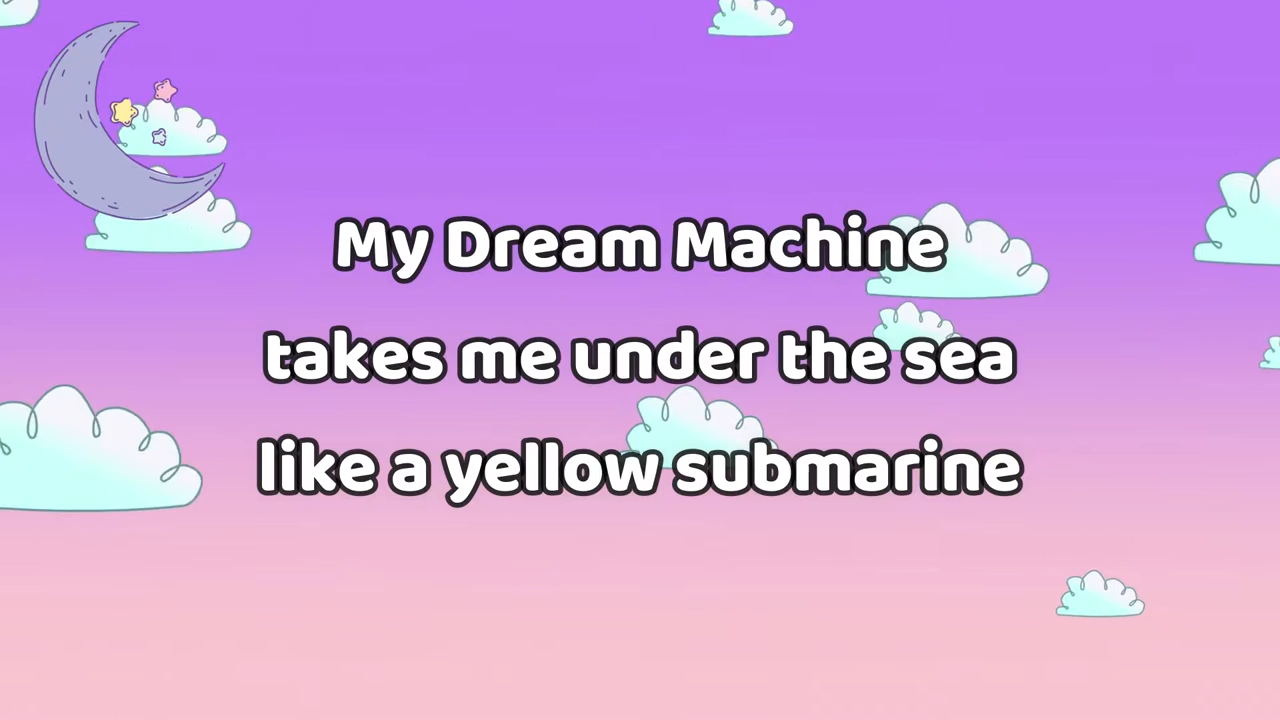 My Dream Machine
takes me under the sea
like a yellow submarine